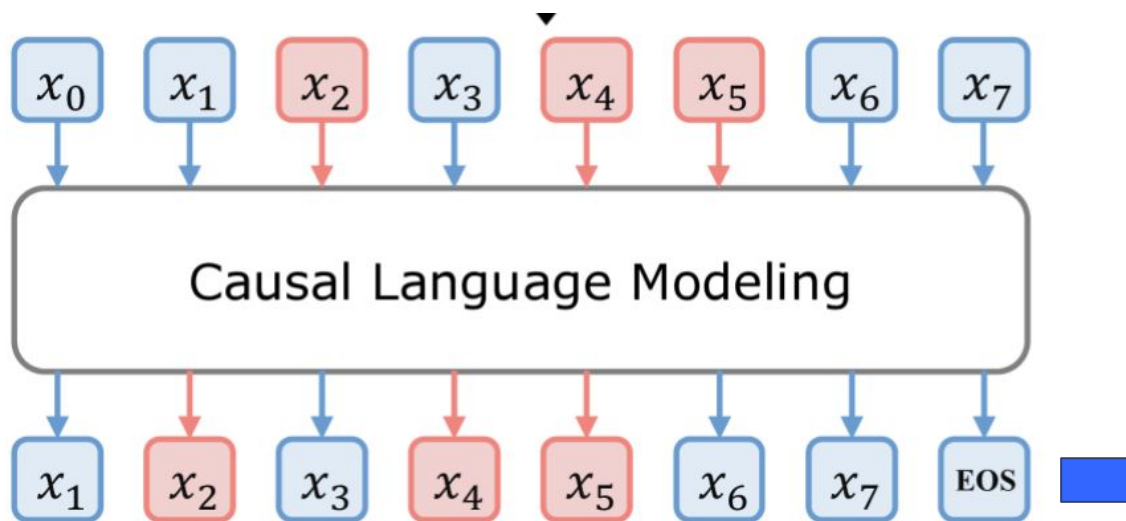 x₀ x₁ x₂ x₃ x₄ x₅ x₆ x₇
Causal Language Modeling
x₁ x₂ x₃ x₄ x₅ x₆ x₇ EOS